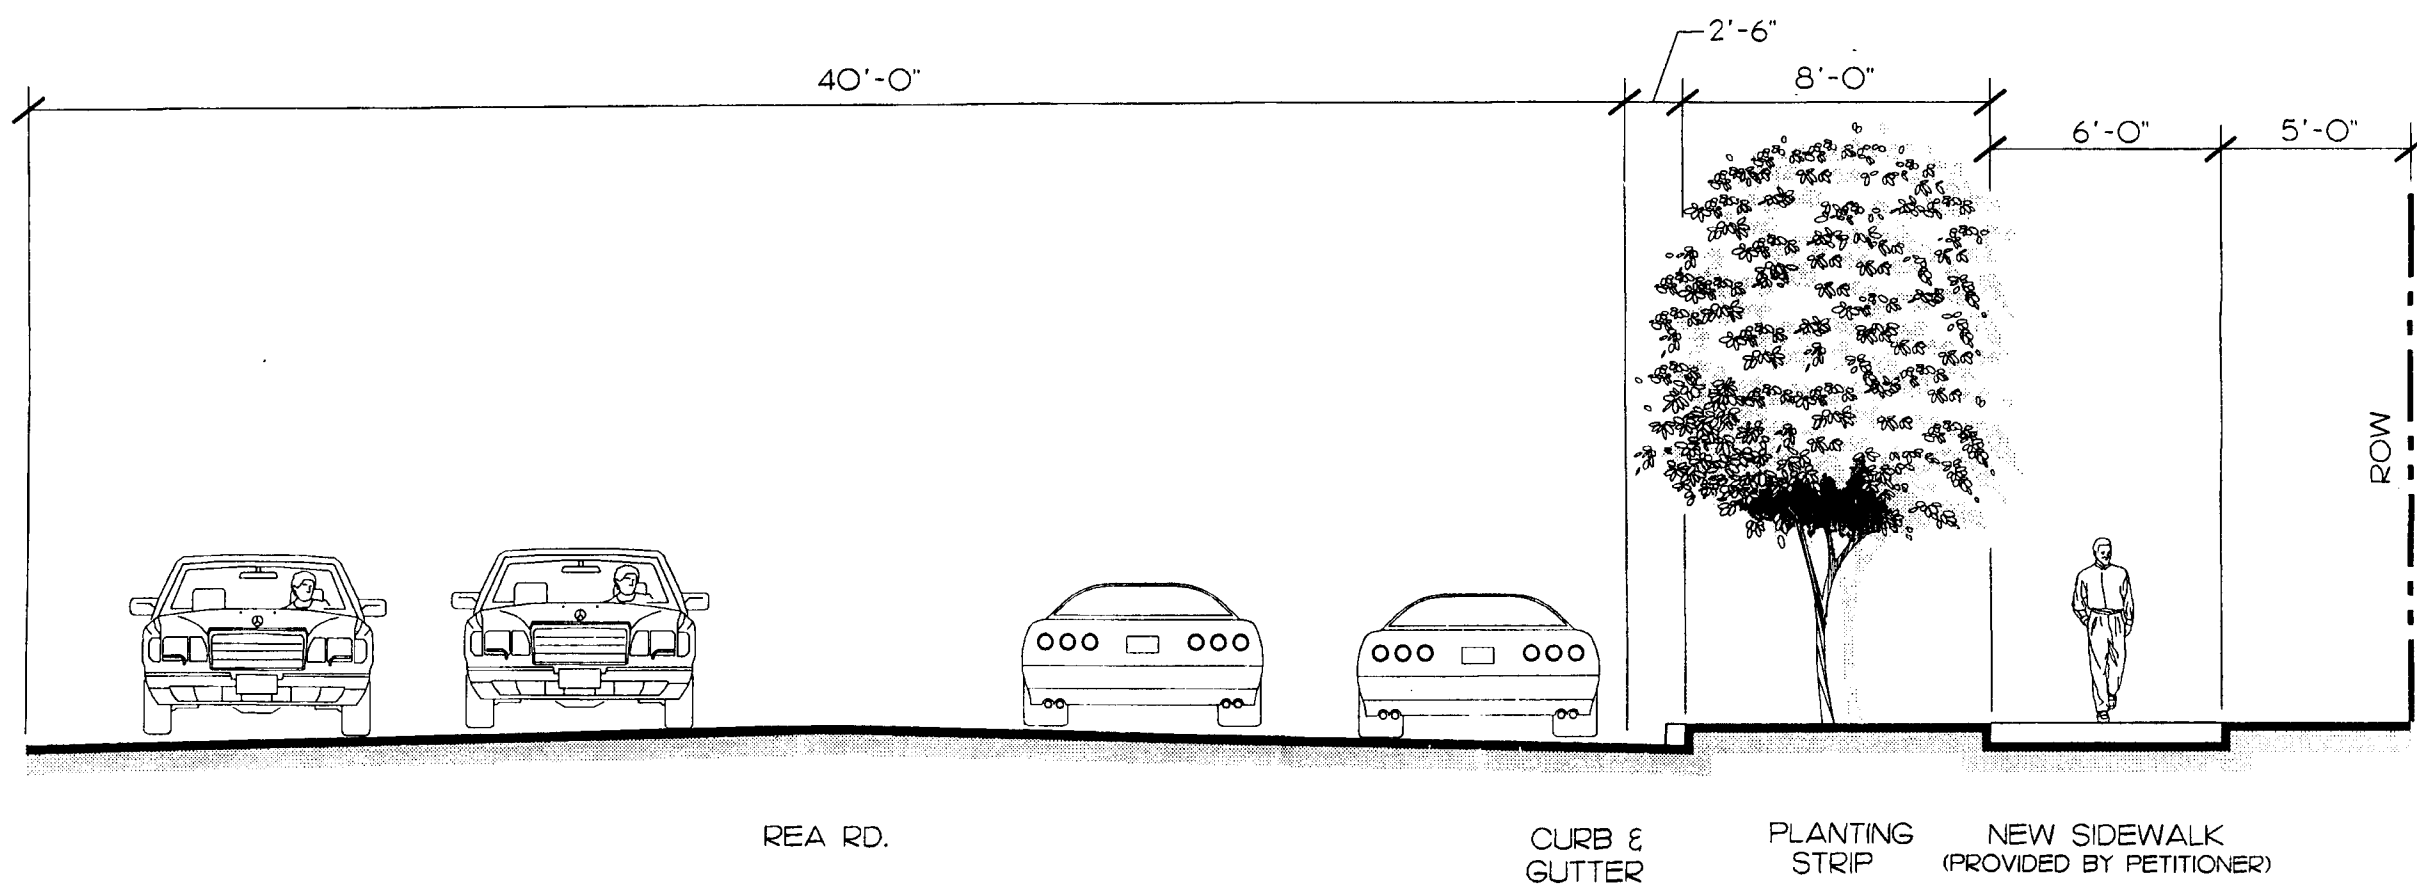 2'-6"
40'-0"
8'-0"
6'-0"
5'-0"
ROW
REA RD.
CURB &
GUTTER
PLANTING
STRIP
NEW SIDEWALK
(PROVIDED BY PETITIONER)